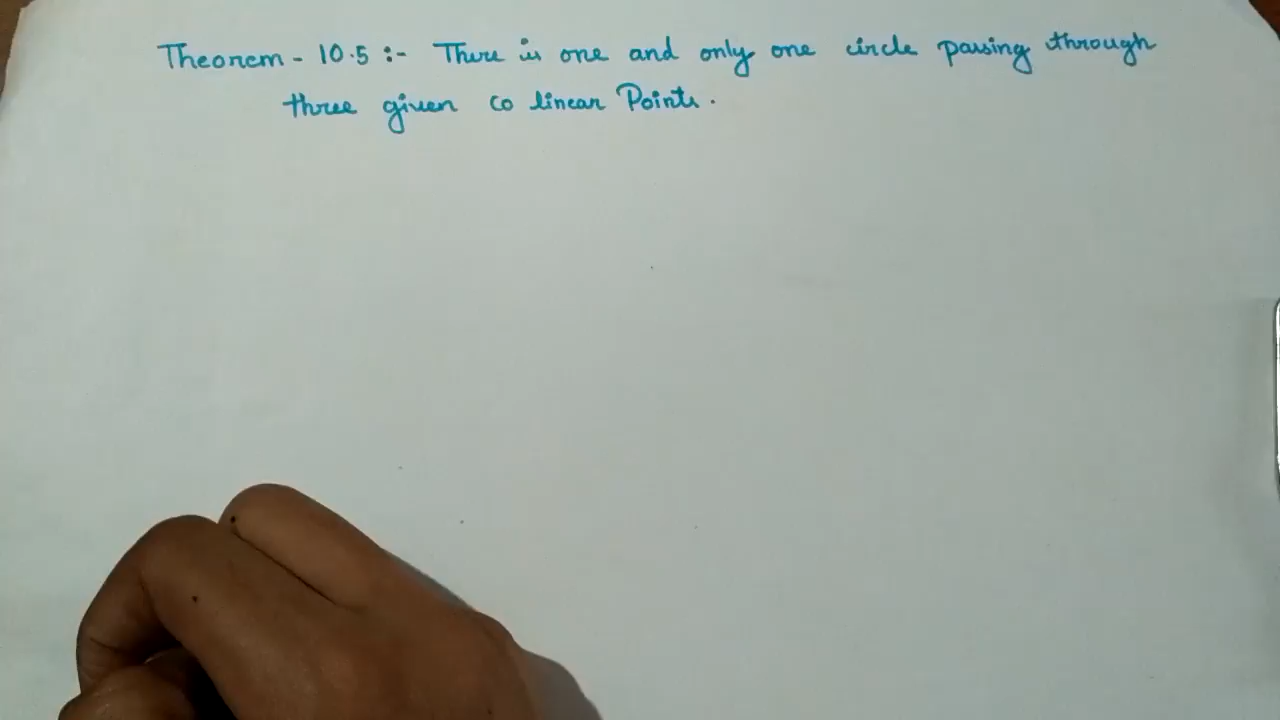 Theorem - 10.5 :- There is one and only one circle passing through
three given co linear Points.